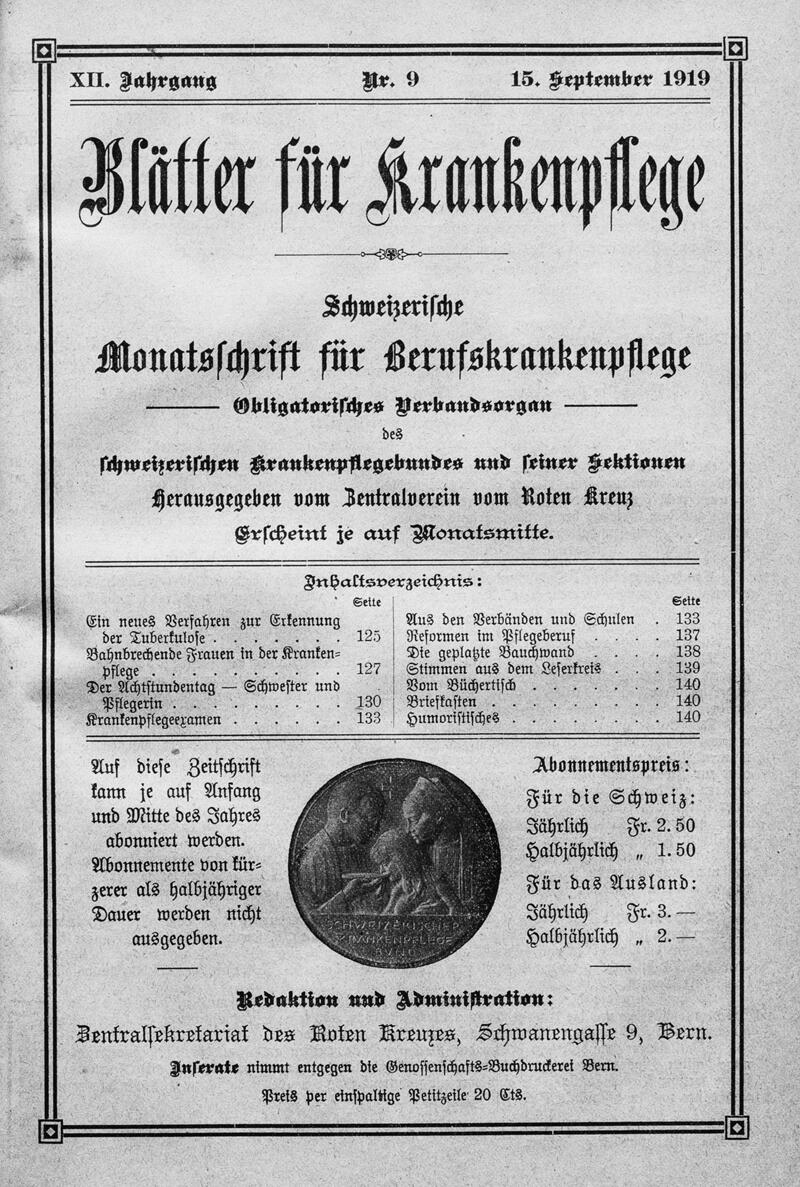 XII. Jahrgang Nr. 9 15. September 1919
Blätter für Krankenpflege
Schweizerische
Monatsschrift für Berufskrankenpflege
Obligatorisches Verbandsorgan
des
schweizerischen Krankenpflegebundes und seiner Sektionen
Herausgegeben vom Zentralverein vom Roten Kreuz
Erscheint je auf Monatsmitte.
Inhaltsverzeichnis:
Seite
Ein neues Verfahren zur Erkennung
der Tuberkulose . . . . . . . 125
Bahnbrechende Frauen in der Kranken-
pflege . . . . . . . . . . 127
Der Achtstundentag — Schwester und
Pflegerin . . . . . . . . . 130
Krankenpflegeexamen . . . . . . 133
Seite
Aus den Verbänden und Schulen . 133
Reformen im Pflegeberuf . . . . 137
Die geplatzte Bauchwand . . . . 138
Stimmen aus dem Leserkreis . . . 139
Vom Büchertisch . . . . . . . 140
Briefkasten . . . . . . . . . 140
Humoristisches . . . . . . . . 140
Auf diese Zeitschrift
kann je auf Anfang
und Mitte des Jahres
abonniert werden.
Abonnemente von kür-
zerer als halbjähriger
Dauer werden nicht
ausgegeben.
SCHWEIZERISCHER
KRANKENPFLEGE
BUND
Abonnementspreis:
Für die Schweiz:
Jährlich Fr. 2. 50
Halbjährlich „ 1. 50
Für das Ausland:
Jährlich Fr. 3. —
Halbjährlich „ 2. —
Redaktion und Administration:
Zentralsekretariat des Roten Kreuzes, Schwanengasse 9, Bern.
Inserate nimmt entgegen die Genossenschafts-Buchdruckerei Bern.
Preis per einspaltige Petitzeile 20 Cts.